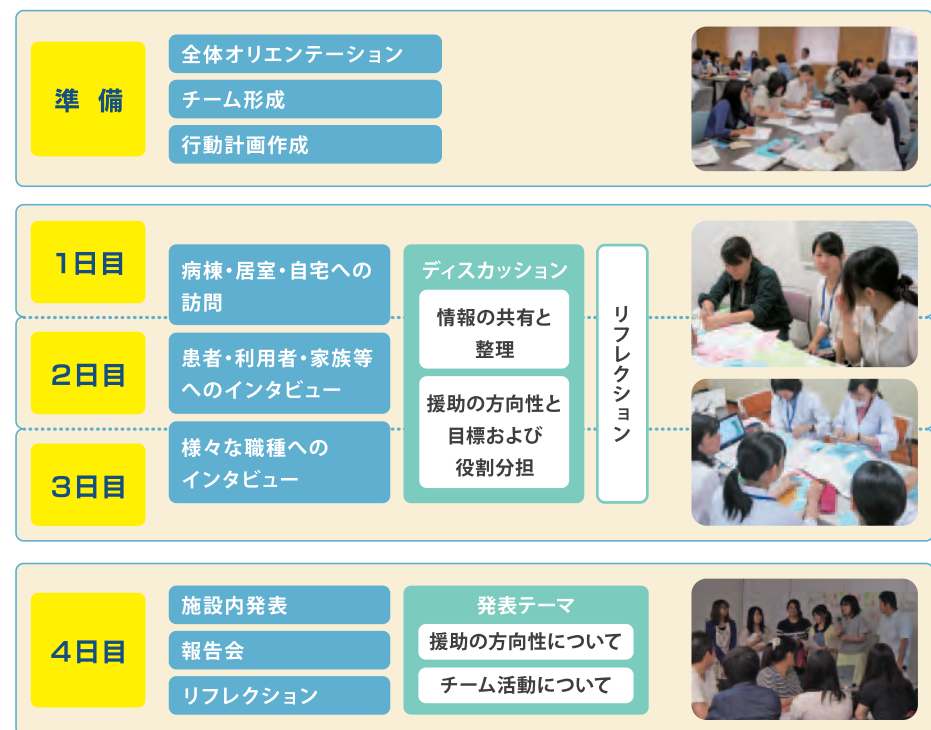 準 備
全体オリエンテーション
チーム形成
行動計画作成
1日目
2日目
3日目
病棟・居室・自宅への
訪問
患者・利用者・家族等
へのインタビュー
様々な職種への
インタビュー
ディスカッション
情報の共有と
整理
援助の方向性と
目標および
役割分担
リフレクション
4日目
施設内発表
報告会
リフレクション
発表テーマ
援助の方向性について
チーム活動について